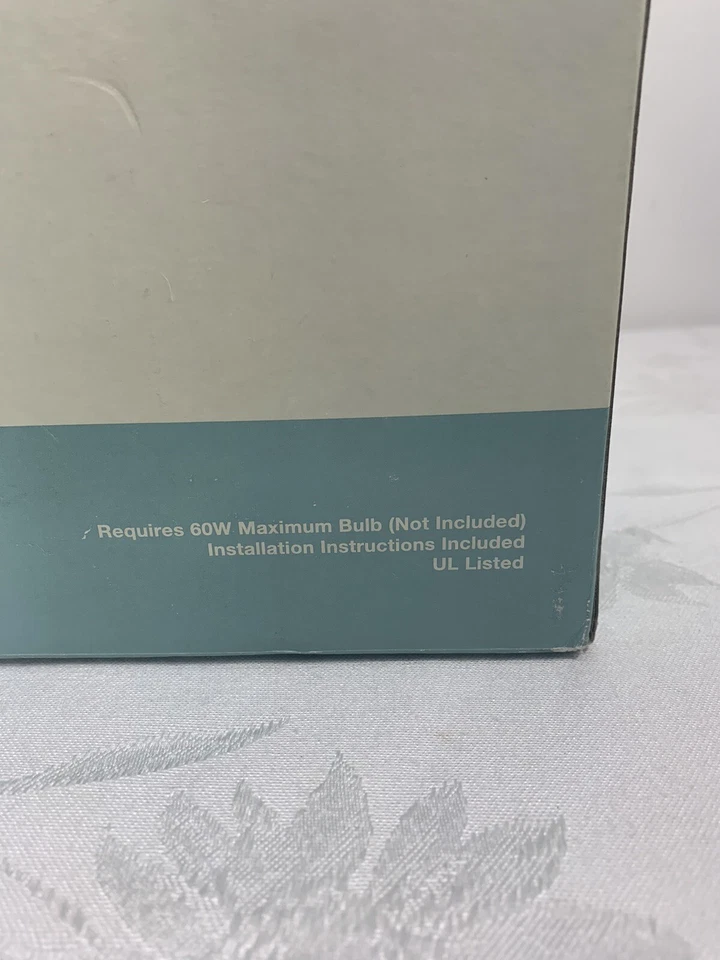 Requires 60W Maximum Bulb (Not Included)
Installation Instructions Included
UL Listed